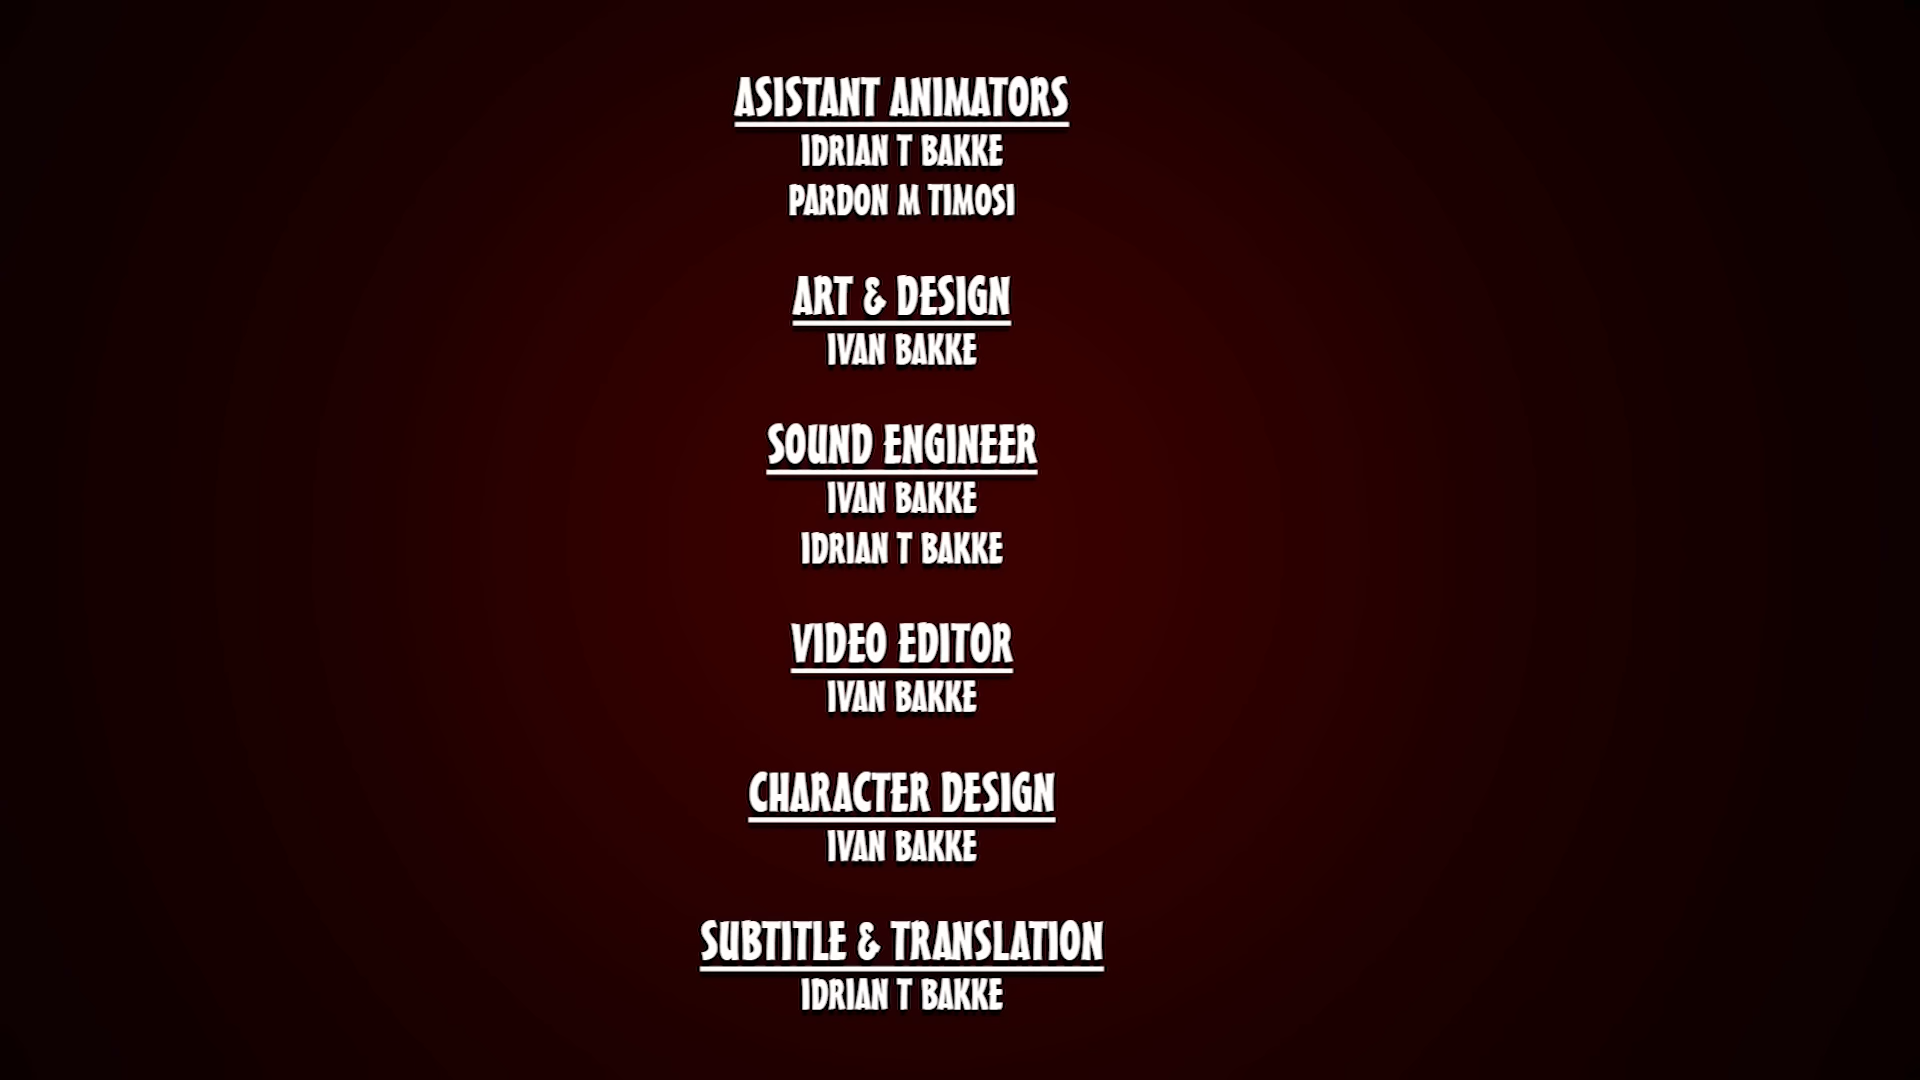 ASISTANT ANIMATORS
IDRIAN T BAKKE
PARDON M TIMOSI
ART & DESIGN
IVAN BAKKE
SOUND ENGINEER
IVAN BAKKE
IDRIAN T BAKKE
VIDEO EDITOR
IVAN BAKKE
CHARACTER DESIGN
IVAN BAKKE
SUBTITLE & TRANSLATION
IDRIAN T BAKKE